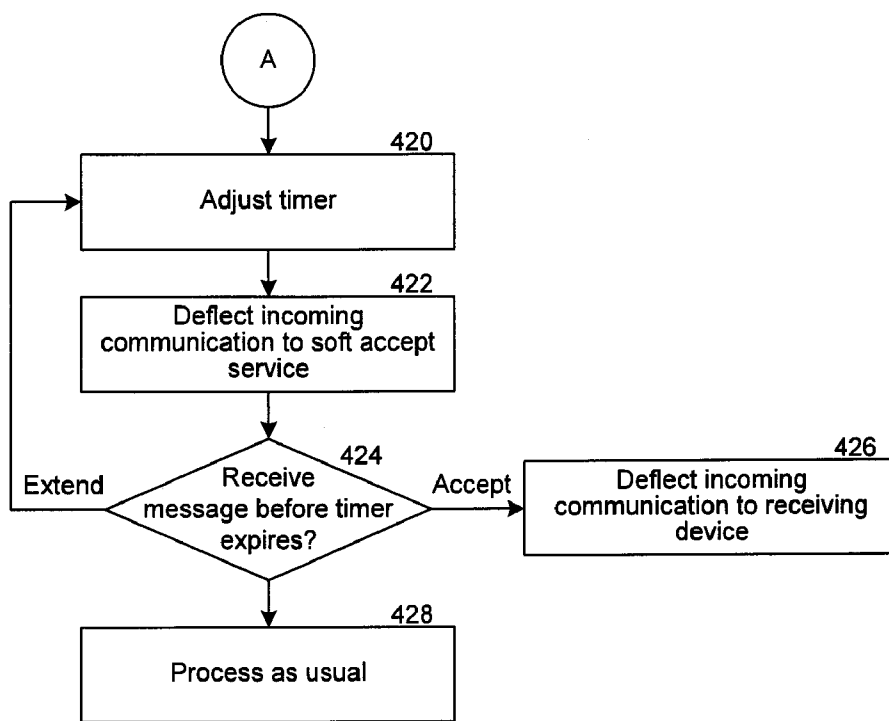 A
420
Adjust timer
422
Deflect incoming
communication to soft accept
service
424
Receive
message before timer
expires?
Extend
Accept
426
Deflect incoming
communication to receiving
device
428
Process as usual